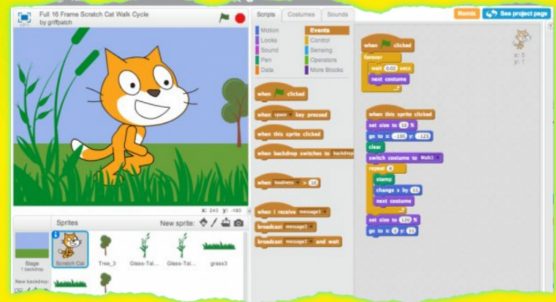 Full 16 Frame Scratch Cat Walk Cycle
by griffpatch
Scripts Costumes Sounds
Remix See project page
Motion Events
Looks Control
Sound Sensing
Pen Operators
Data More Blocks
when clicked
when space key pressed
when this sprite clicked
when backdrop switches to
when loudness > 10
when I receive message1
broadcast message1
broadcast message1 and wait
when clicked
forever
wait secs
next costume
when this sprite clicked
set size to %
go to x: y:
clear
switch costume to
repeat
stamp
change x by
next costume
set size to %
go to x: y:
Sprites New sprite:
Stage
1 backdrop
New backdrop:
Scratch Cat
Tree_3
Glass-Tal...
Glass-Tal...
grass3